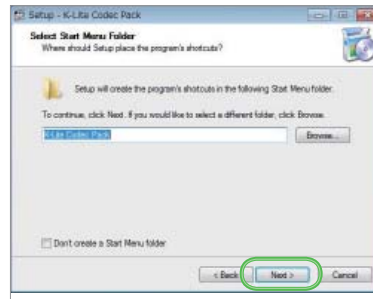 Setup - K-Lite Codec Pack
Select Start Menu Folder
Where should Setup place the program's shortcuts?
Setup will create the program's shortcuts in the following Start Menu folder.
To continue, click Next. If you would like to select a different folder, click Browse.
K-Lite Codec Pack
Browse...
Don't create a Start Menu folder
< Back
Next >
Cancel